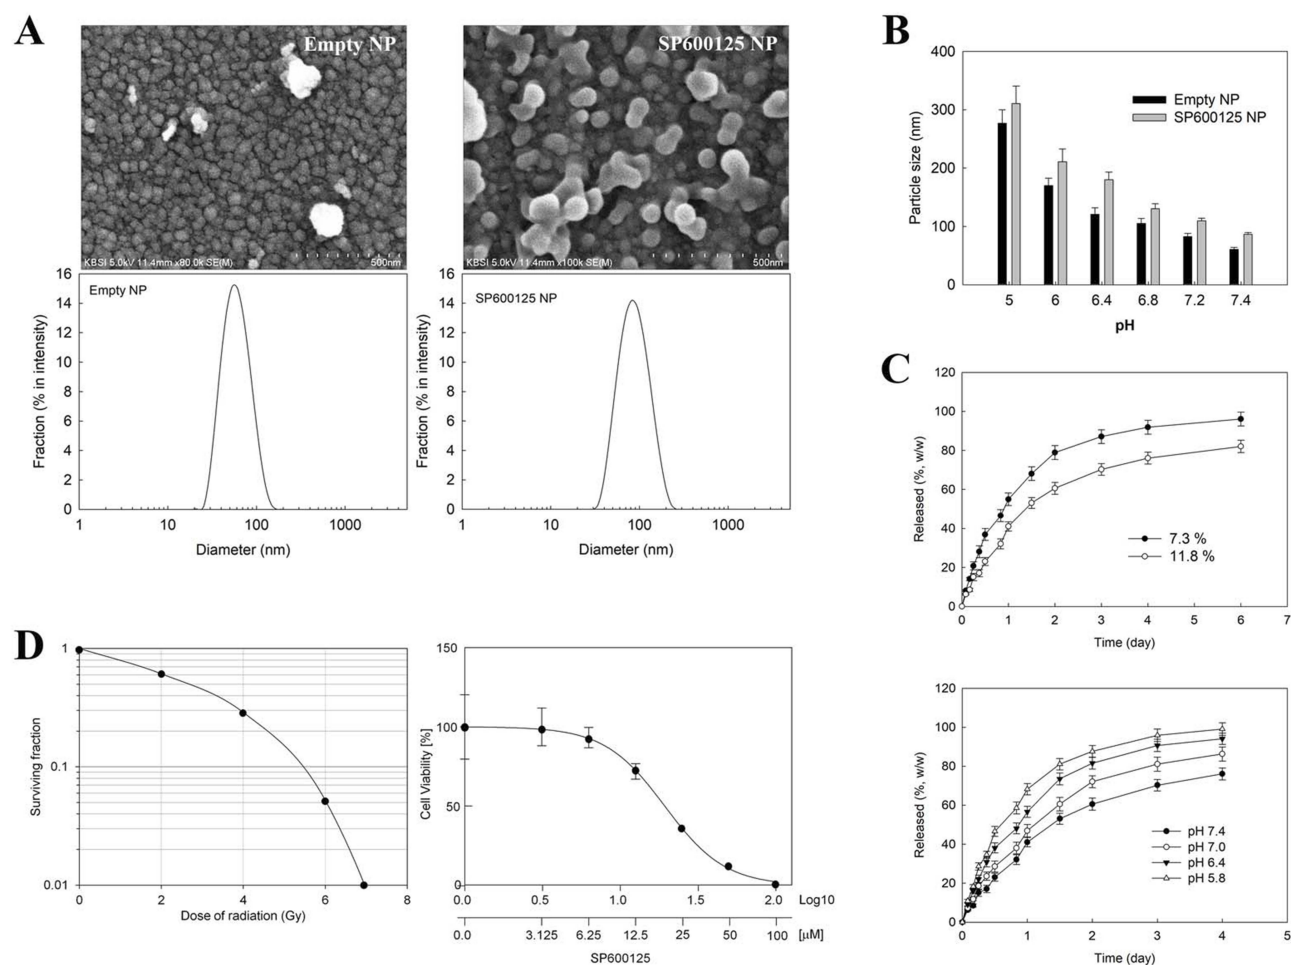 A
Empty NP
KBSI 5.0kV 11.4mm x80.0k SE(M)
500nm
SP600125 NP
KBSI 5.0kV 11.4mm x100k SE(M)
500nm
Fraction (% in intensity)
16
14
12
10
8
6
4
2
0
Empty NP
1 10 100 1000
Diameter (nm)
Fraction (% in intensity)
16
14
12
10
8
6
4
2
0
SP600125 NP
1 10 100 1000
Diameter (nm)
B
Particle size (nm)
400
300
200
100
0
Empty NP
SP600125 NP
5 6 6.4 6.8 7.2 7.4
pH
C
Released (%, w/w)
120
100
80
60
40
20
0
7.3 %
11.8 %
0 1 2 3 4 5 6 7
Time (day)
Released (%, w/w)
120
100
80
60
40
20
0
pH 7.4
pH 7.0
pH 6.4
pH 5.8
0 1 2 3 4 5
Time (day)
D
Surviving fraction
1
0.1
0.01
0 2 4 6 8
Dose of radiation (Gy)
Cell Viability [%]
150
100
50
0
0.0 0.5 1.0 1.5 2.0 Log10
0.0 3.125 6.25 12.5 25 50 100 [μM]
SP600125